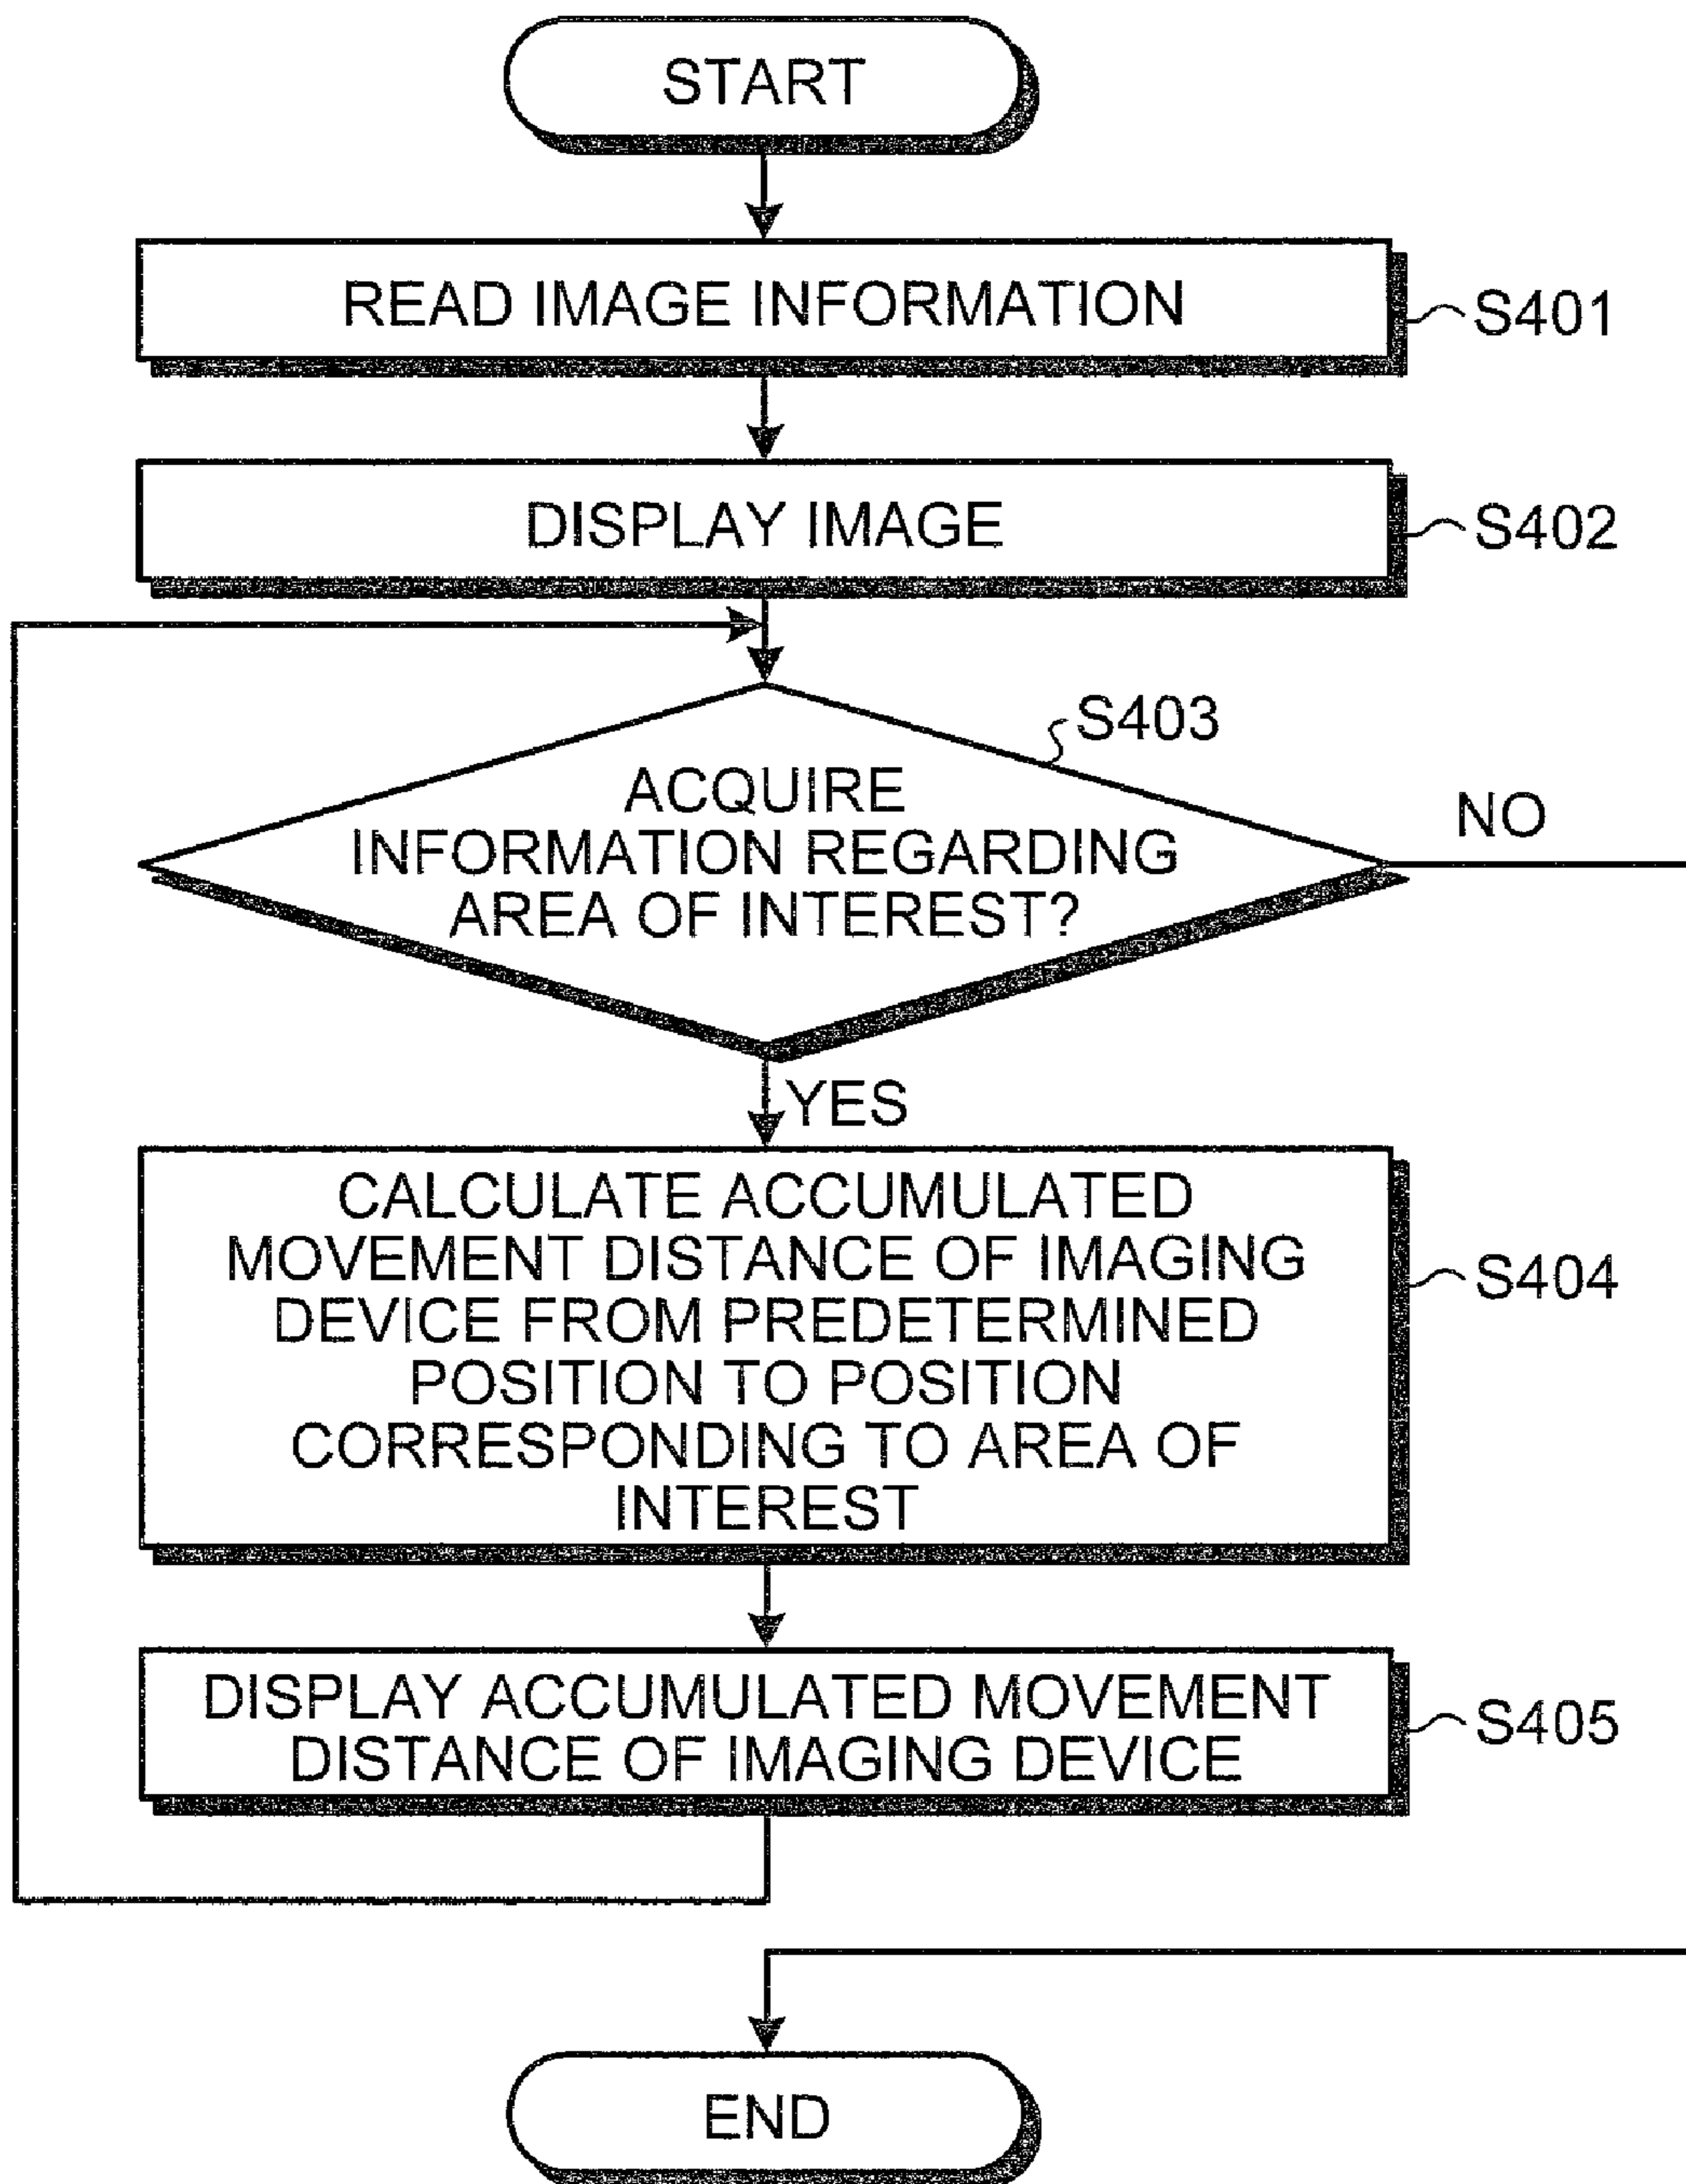 START
READ IMAGE INFORMATION
S401
DISPLAY IMAGE
S402
S403
ACQUIRE
INFORMATION REGARDING
AREA OF INTEREST?
NO
YES
CALCULATE ACCUMULATED
MOVEMENT DISTANCE OF IMAGING
DEVICE FROM PREDETERMINED
POSITION TO POSITION
CORRESPONDING TO AREA OF
INTEREST
S404
DISPLAY ACCUMULATED MOVEMENT
DISTANCE OF IMAGING DEVICE
S405
END